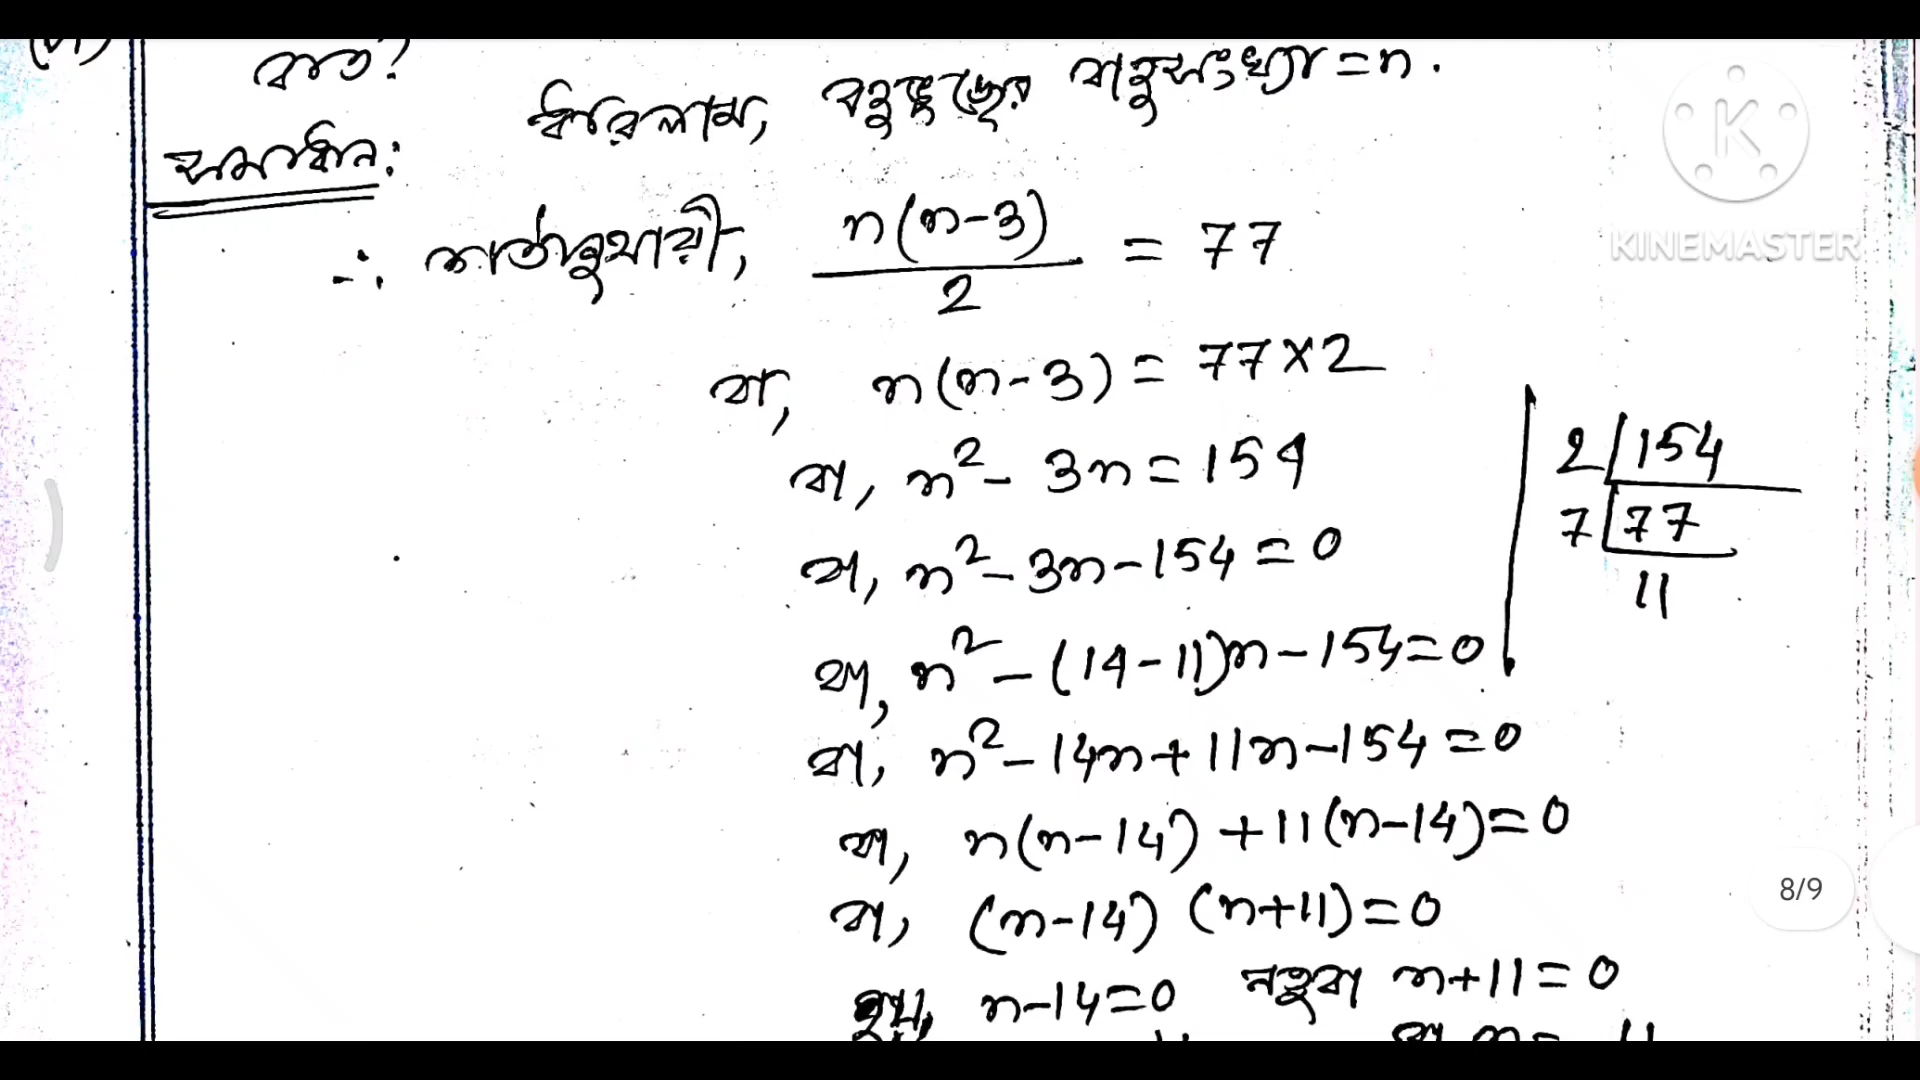 কত?
ধরিলাম, বহুভুজের বাহুসংখ্যা = n.
সমাধান:
∴ শর্তানুযায়ী, n(n-3)/2 = 77
বা, n(n-3) = 77×2
বা, n²- 3n = 154
বা, n²- 3n-154 = 0
বা, n²-(14-11)n-154=0
বা, n²-14n+11n-154=0
বা, n(n-14)+11(n-14)=0
বা, (n-14) (n+11)=0
হয়, n-14=0 নতুবা n+11=0
2 154
7 77
11
KINEMASTER
8/9